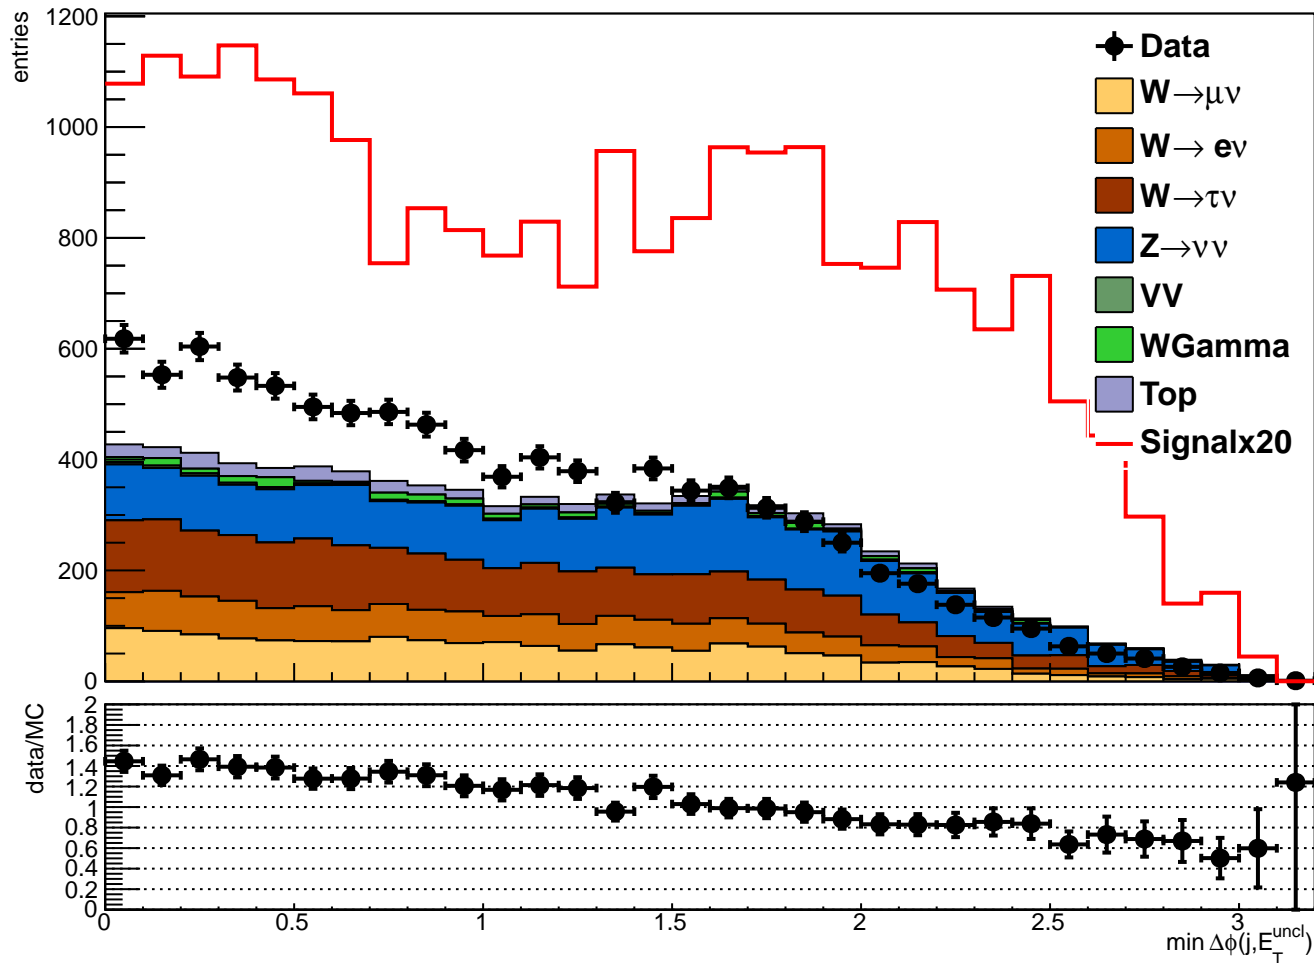 entries
1200
1000
800
600
400
200
0
Data
W→μν
W→ eν
W→τν
Z→νν
VV
WGamma
Top
Signalx20
data/MC
2
1.8
1.6
1.4
1.2
1
0.8
0.6
0.4
0.2
0
0 0.5 1 1.5 2 2.5 3
min Δϕ(j,E_T^uncl)